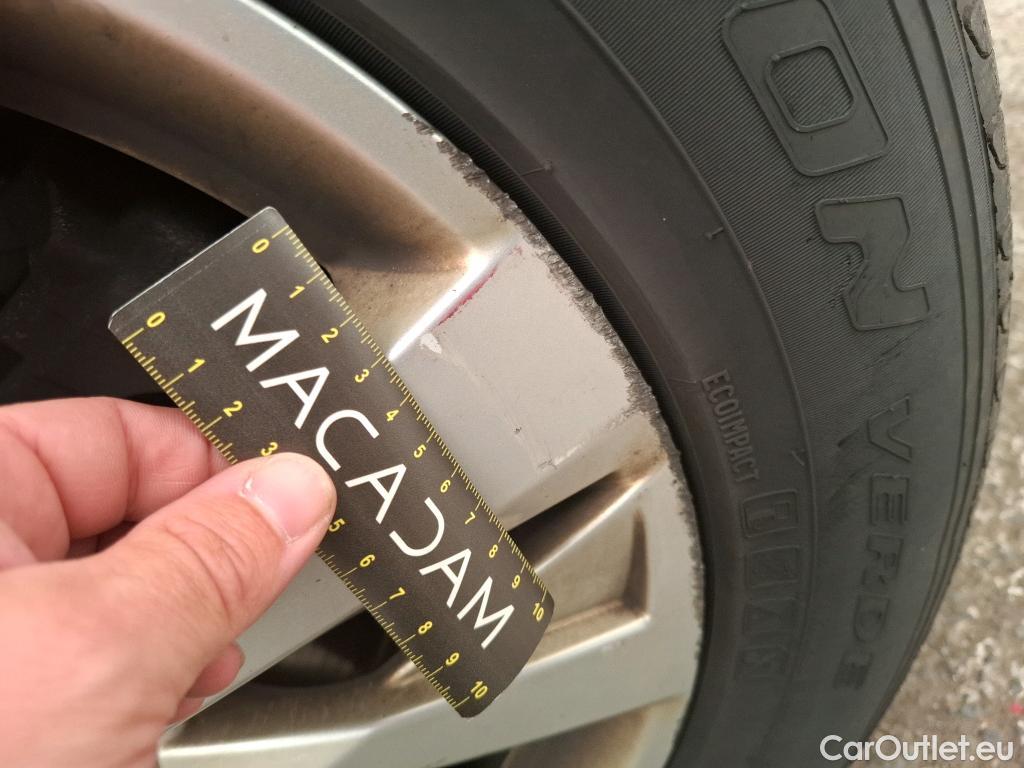 0 1 2 3 4 5 6 7 8 9 10
MACADAM
0 1 2 3 5 6 7 8 9 10
ON VERDE
ECOMPACT
CarOutlet.eu